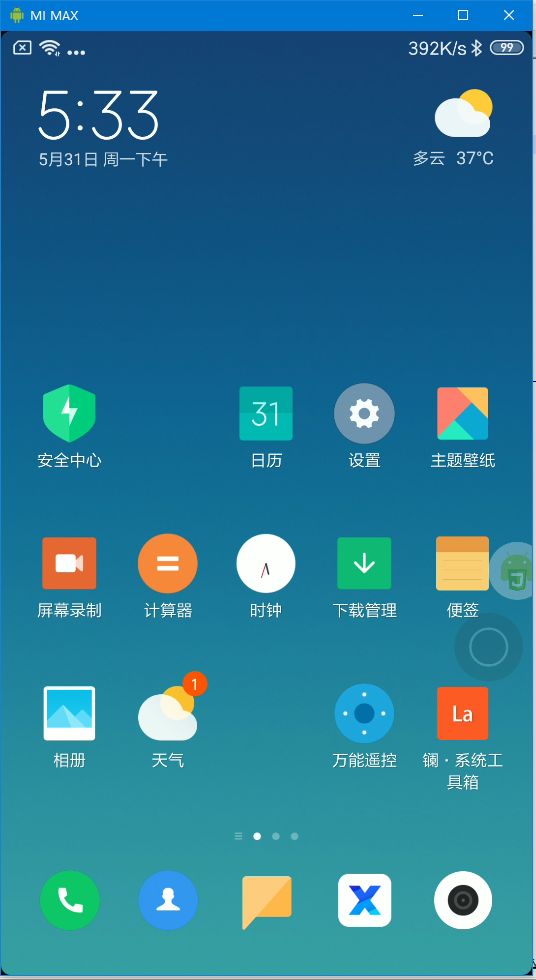 MI MAX
392K/s
99
5:33
5月31日 周一下午
多云 37°C
31
安全中心
日历
设置
主题壁纸
屏幕录制
计算器
时钟
下载管理
便签
1
La
相册
天气
万能遥控
镧·系统工
具箱